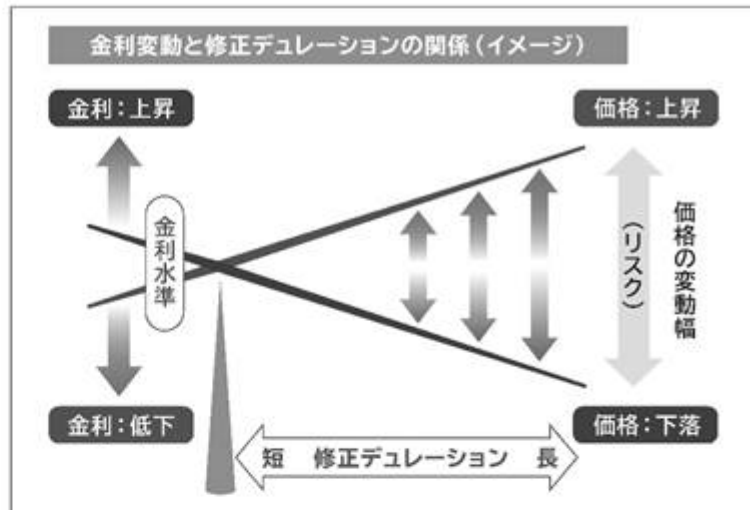 金利変動と修正デュレーションの関係(イメージ)
金利:上昇
価格:上昇
金利水準
(リスク)
価格の変動幅
金利:低下
価格:下落
短 修正デュレーション 長